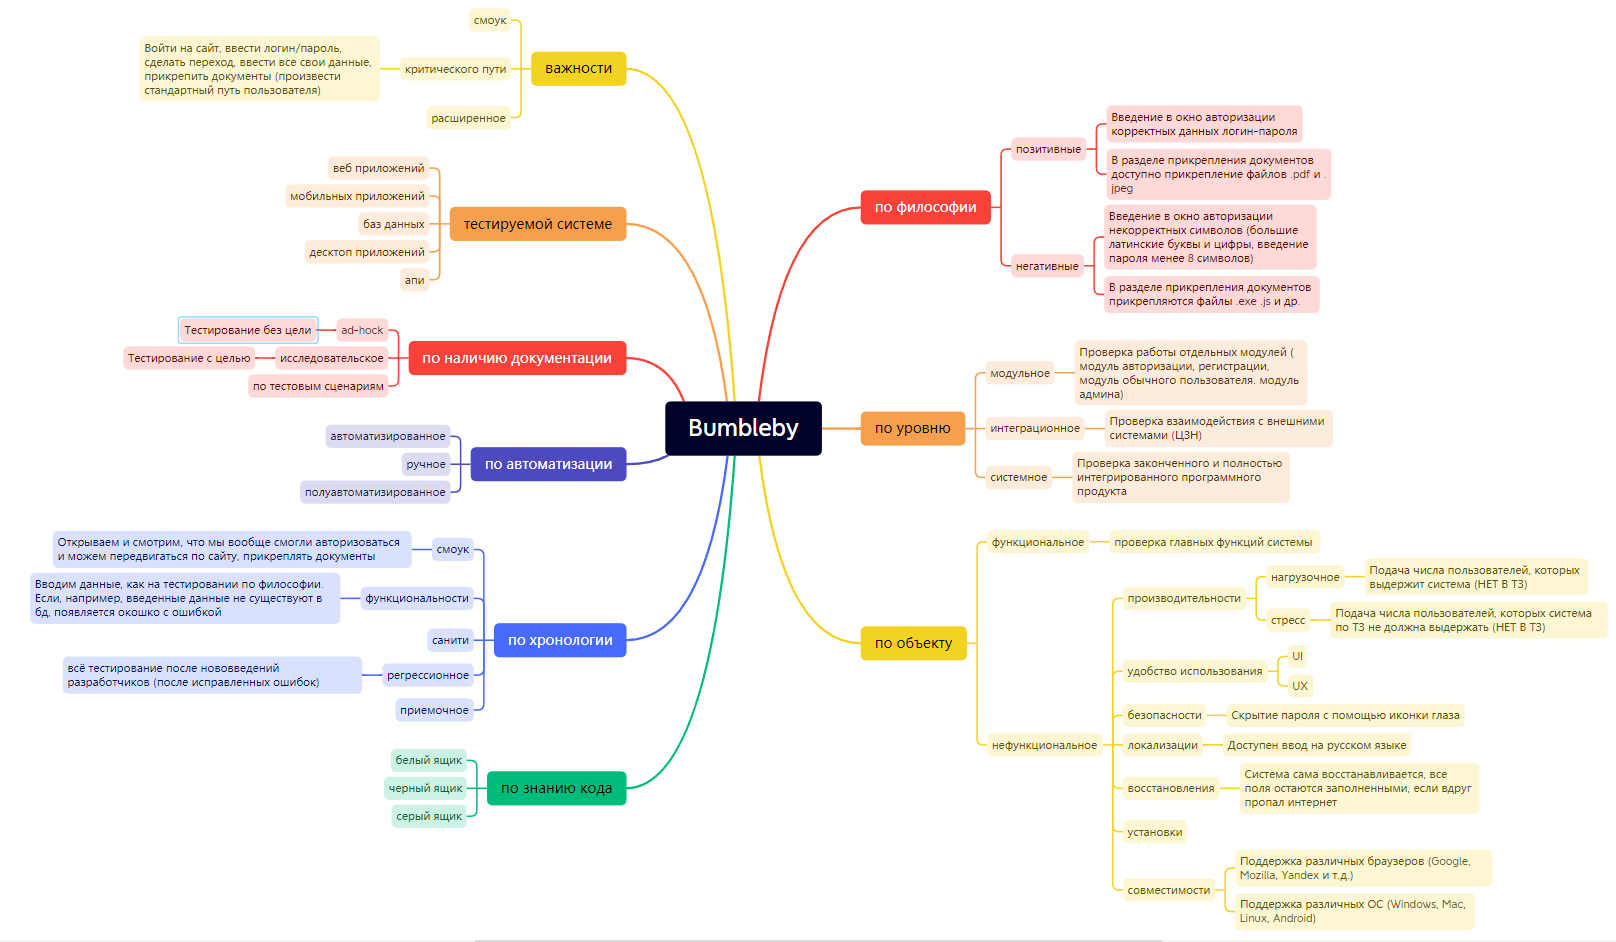 смоук
Войти на сайт, ввести логин/пароль,
сделать переход, ввести все свои данные,
прикрепить документы (произвести
стандартный путь пользователя)
критического пути
важности
расширенное
веб приложений
мобильных приложений
баз данных
тестируемой системе
десктоп приложений
апи
Тестирование без цели
ad-hock
Тестирование с целью
исследовательское
по наличию документации
по тестовым сценариям
Bumbleby
автоматизированное
ручное
по автоматизации
полуавтоматизированное
Открываем и смотрим, что мы вообще смогли авторизоваться
и можем передвигаться по сайту, прикреплять документы
смоук
Вводим данные, как на тестировании по философии.
Если, например, введенные данные не существуют в
бд, появляется окошко с ошибкой
функциональности
санити
по хронологии
всё тестирование после нововведений
разработчиков (после исправленных ошибок)
регрессионное
приемочное
белый ящик
черный ящик
по знанию кода
серый ящик
Введение в окно авторизации
корректных данных логин-пароля
позитивные
В разделе прикрепления документов
доступно прикрепление файлов .pdf и .
jpeg
по философии
Введение в окно авторизации
некорректных символов (большие
латинские буквы и цифры, введение
пароля менее 8 символов)
негативные
В разделе прикрепления документов
прикрепляются файлы .exe .js и др.
модульное
Проверка работы отдельных модулей (
модуль авторизации, регистрации,
модуль обычного пользователя. модуль
админа)
по уровню
интеграционное
Проверка взаимодействия с внешними
системами (ЦЗН)
системное
Проверка законченного и полностью
интегрированного программного
продукта
функциональное
проверка главных функций системы
производительности
нагрузочное
Подача числа пользователей, которых
выдержит система (НЕТ В ТЗ)
стресс
Подача числа пользователей, которых система
по ТЗ не должна выдержать (НЕТ В ТЗ)
по объекту
удобство использования
UI
UX
безопасности
Скрытие пароля с помощью иконки глаза
нефункциональное
локализации
Доступен ввод на русском языке
восстановления
Система сама восстанавливается, все
поля остаются заполненными, если вдруг
пропал интернет
установки
совместимости
Поддержка различных браузеров (Google,
Mozilla, Yandex и т.д.)
Поддержка различных ОС (Windows, Mac,
Linux, Android)